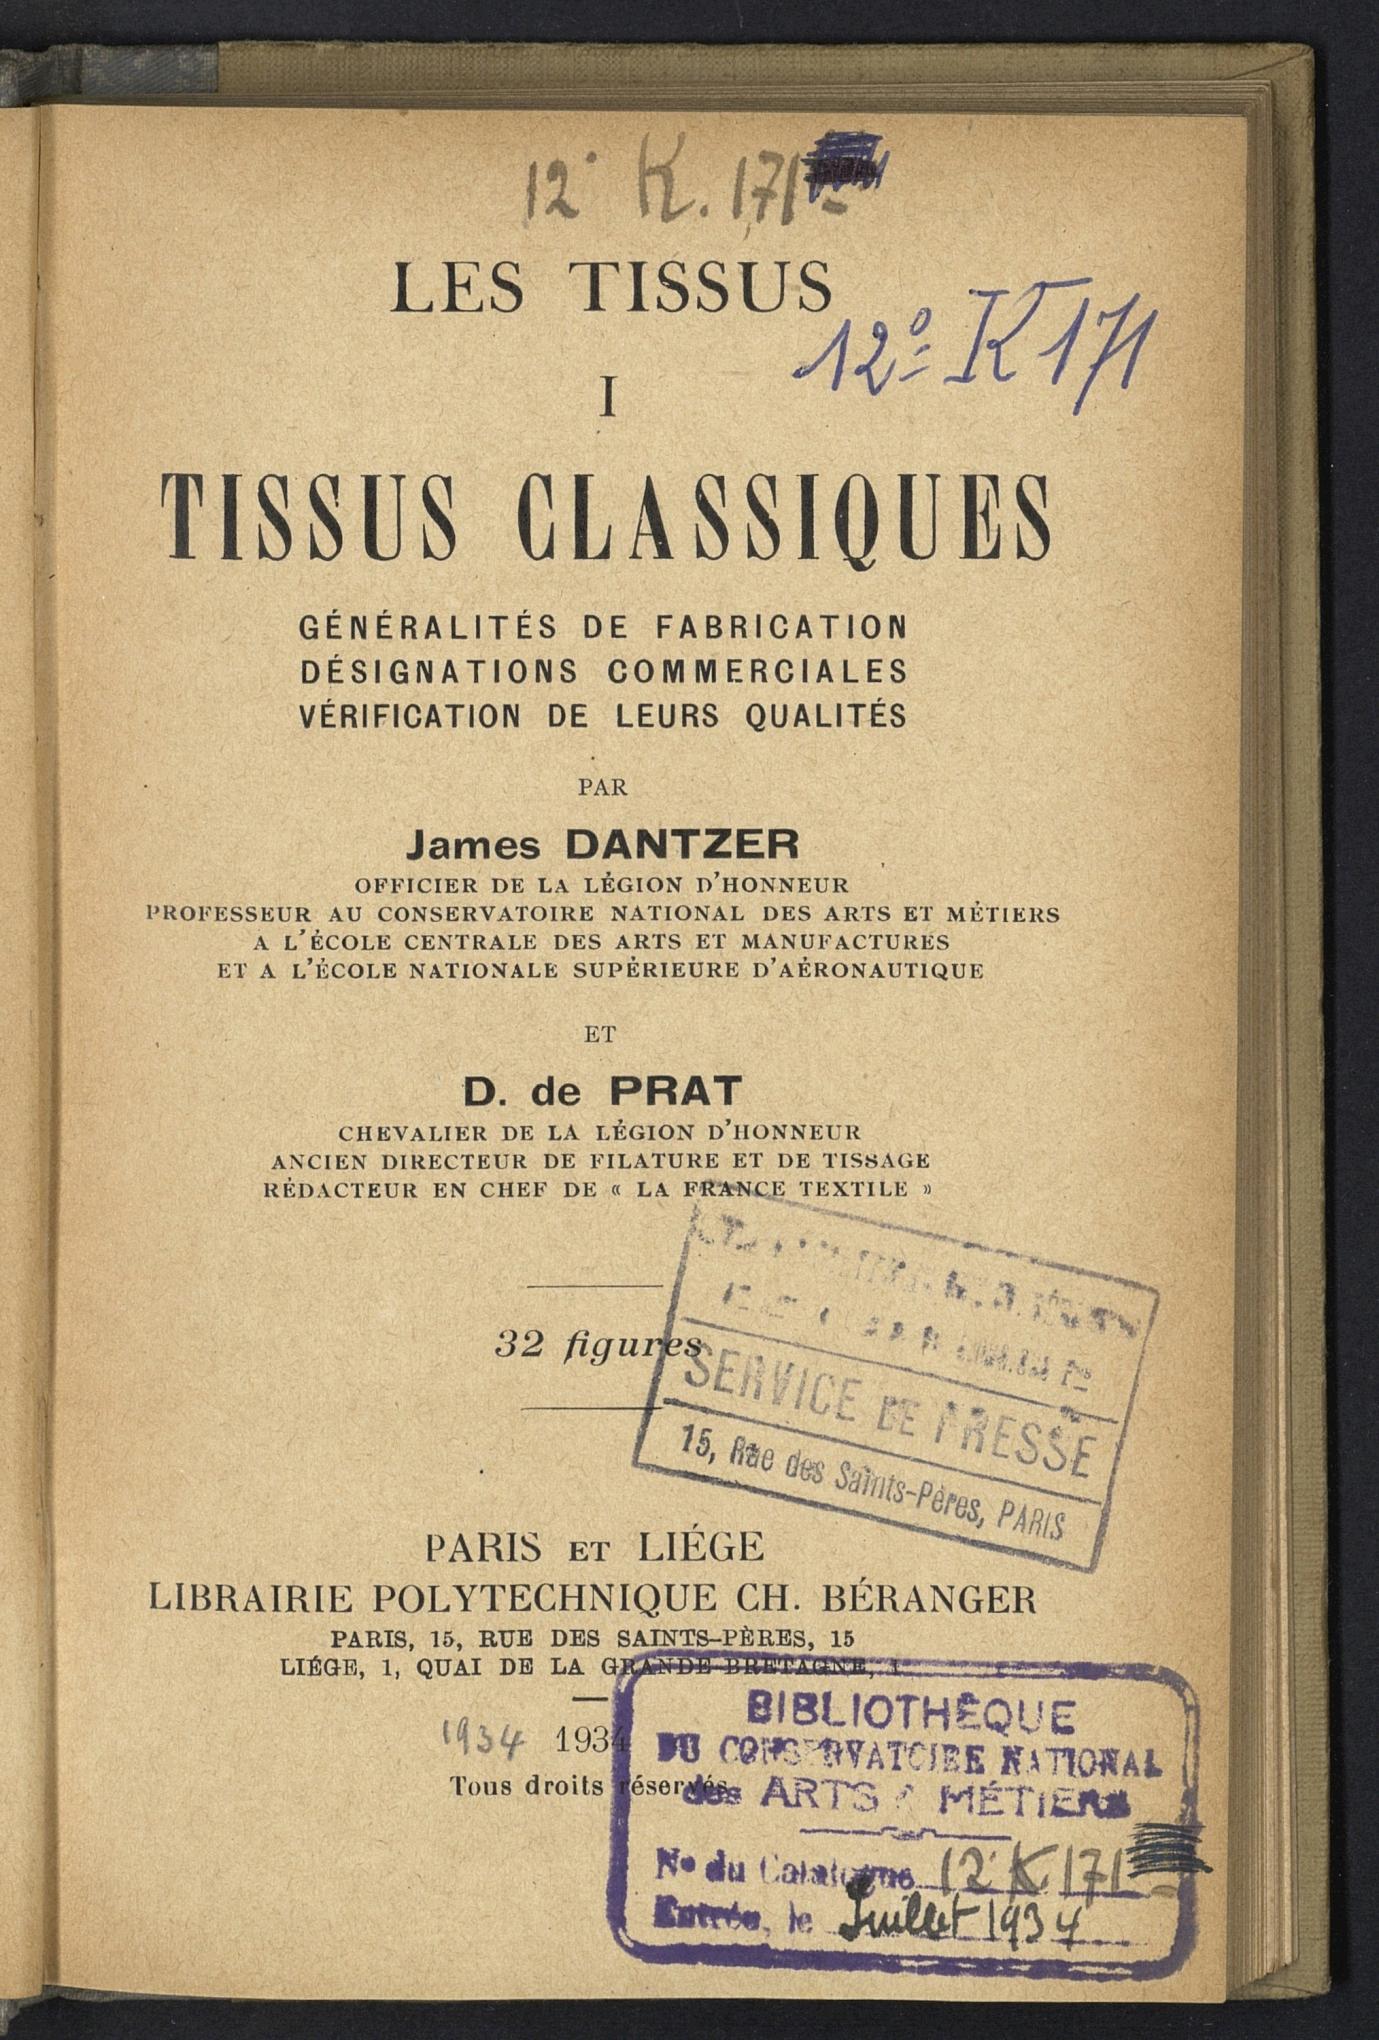 12° K. 171
LES TISSUS
12° K 171
I
TISSUS CLASSIQUES
GÉNÉRALITÉS DE FABRICATION
DÉSIGNATIONS COMMERCIALES
VÉRIFICATION DE LEURS QUALITÉS
PAR
James DANTZER
OFFICIER DE LA LÉGION D'HONNEUR
PROFESSEUR AU CONSERVATOIRE NATIONAL DES ARTS ET MÉTIERS
A L'ÉCOLE CENTRALE DES ARTS ET MANUFACTURES
ET A L'ÉCOLE NATIONALE SUPÉRIEURE D'AÉRONAUTIQUE
ET
D. de PRAT
CHEVALIER DE LA LÉGION D'HONNEUR
ANCIEN DIRECTEUR DE FILATURE ET DE TISSAGE
RÉDACTEUR EN CHEF DE « LA FRANCE TEXTILE »
32 figures
SERVICE DE PRESSE
15, Rue des Saints-Pères, PARIS
PARIS ET LIÉGE
LIBRAIRIE POLYTECHNIQUE CH. BÉRANGER
PARIS, 15, RUE DES SAINTS-PÈRES, 15
LIÉGE, 1, QUAI DE LA GRANDE-BRETAGNE, 1
1934 1934
Tous droits réservés
BIBLIOTHÈQUE
DU CONSERVATOIRE NATIONAL
des ARTS & MÉTIERS
No du Catalogue 12° K 171
Entrée, le Juillet 1934